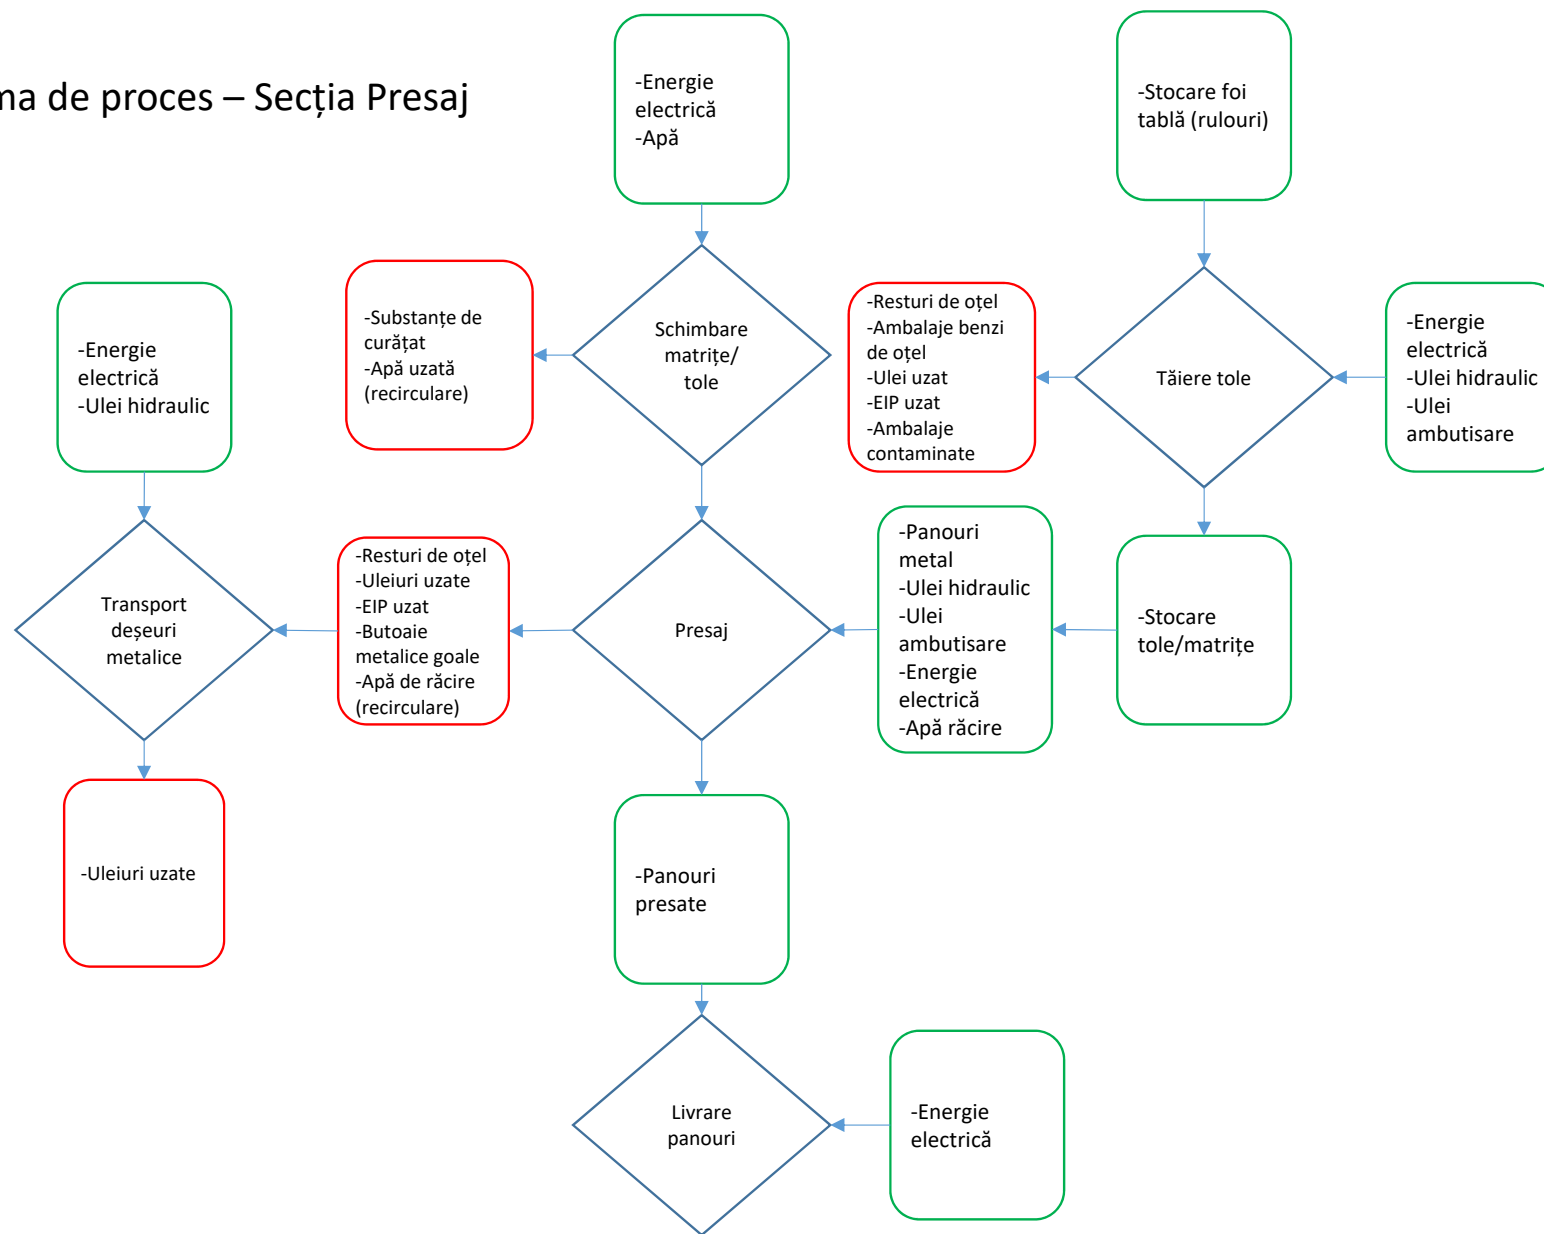 ma de proces – Secția Presaj
-Energie
electrică
-Apă
-Stocare foi
tablă (rulouri)
-Energie
electrică
-Ulei hidraulic
-Substanțe de
curățat
-Apă uzată
(recirculare)
Schimbare
matrițe/
tole
-Resturi de oțel
-Ambalaje benzi
de oțel
-Ulei uzat
-EIP uzat
-Ambalaje
contaminate
Tăiere tole
-Energie
electrică
-Ulei hidraulic
-Ulei
ambutisare
Transport
deșeuri
metalice
-Resturi de oțel
-Uleiuri uzate
-EIP uzat
-Butoaie
metalice goale
-Apă de răcire
(recirculare)
Presaj
-Panouri
metal
-Ulei hidraulic
-Ulei
ambutisare
-Energie
electrică
-Apă răcire
-Stocare
tole/matrițe
-Uleiuri uzate
-Panouri
presate
Livrare
panouri
-Energie
electrică